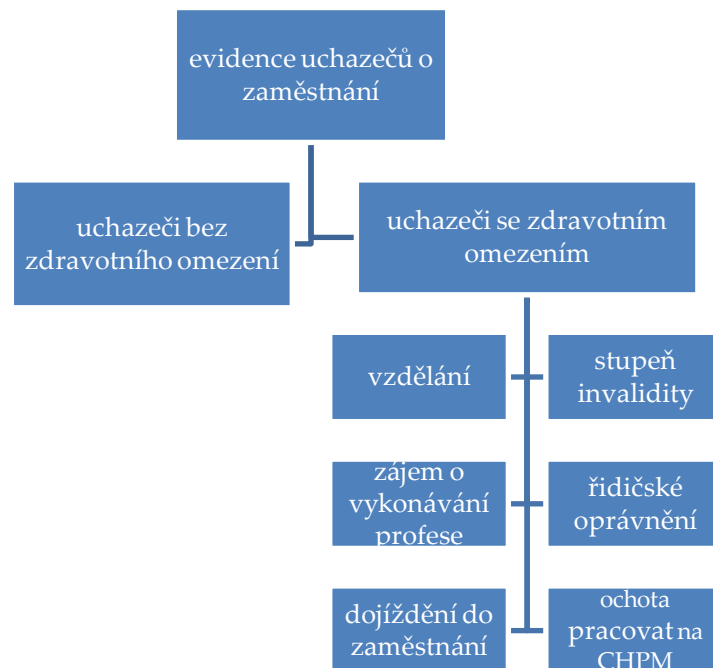 evidence uchazečů o
zaměstnání
uchazeči bez
zdravotního omezení
uchazeči se zdravotním
omezením
vzdělání
stupeň
invalidity
zájem o
vykonávání
profese
řidičské
oprávnění
dojíždění do
zaměstnání
ochota
pracovat na
CHPM